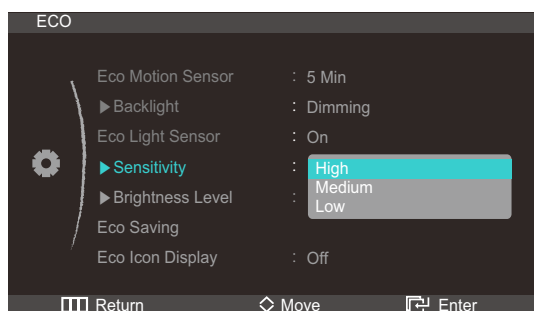 ECO
Eco Motion Sensor : 5 Min
▶Backlight : Dimming
Eco Light Sensor : On
▶Sensitivity : High
Medium
▶Brightness Level :
Low
Eco Saving
Eco Icon Display : Off
Return Move Enter